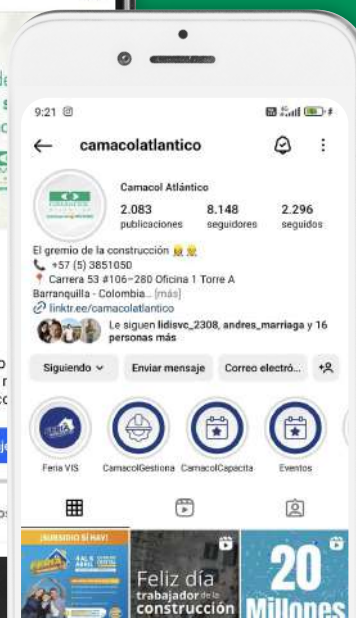 9:21
camacolatlantico
Camacol Atlántico
2.083 8.148 2.296
publicaciones seguidores seguidos
El gremio de la construcción
+57 (5) 3851050
Carrera 53 #106-280 Oficina 1 Torre A
Barranquilla - Colombia... [más]
linktr.ee/camacolatlantico
Le siguen lidisvc_2308, andres_marriaga y 16
personas más
Siguiendo Enviar mensaje Correo electró...
Feria VIS CamacolGestiona CamacolCapacita Eventos
¡SUBSIDIO SÍ HAY!
FERIA
Feliz día
trabajador de la
construcción
20
Millones